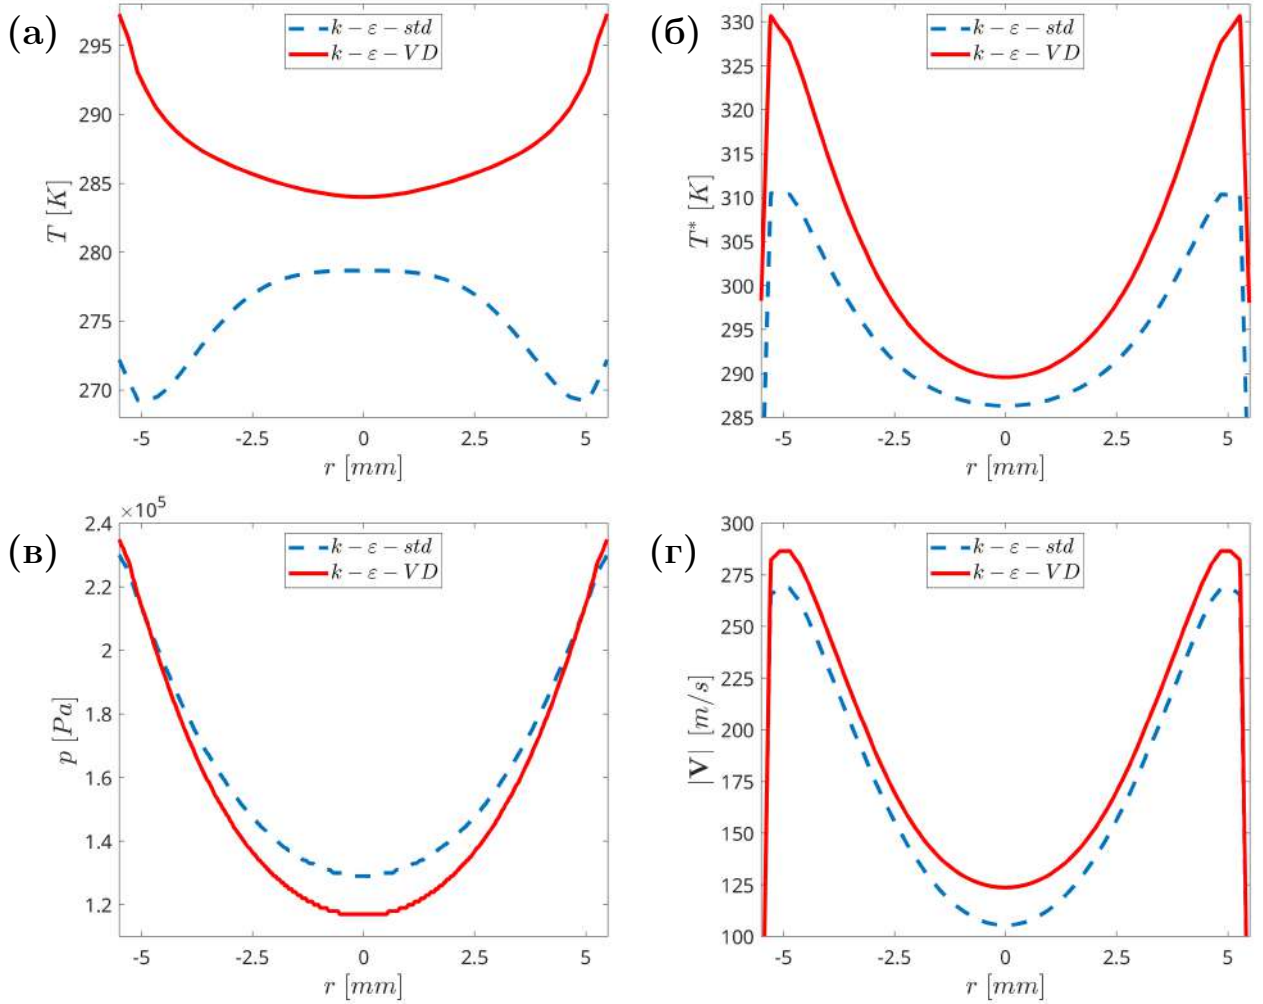 (а)
k − ε − std
k − ε − VD
295
290
285
280
275
270
T [K]
-5 -2.5 0 2.5 5
r [mm]
(б)
k − ε − std
k − ε − VD
330
325
320
315
310
305
300
295
290
285
T* [K]
-5 -2.5 0 2.5 5
r [mm]
(в)
×10⁵
k − ε − std
k − ε − VD
2.4
2.2
2
1.8
1.6
1.4
1.2
p [Pa]
-5 -2.5 0 2.5 5
r [mm]
(г)
k − ε − std
k − ε − VD
300
275
250
225
200
175
150
125
100
|V| [m/s]
-5 -2.5 0 2.5 5
r [mm]